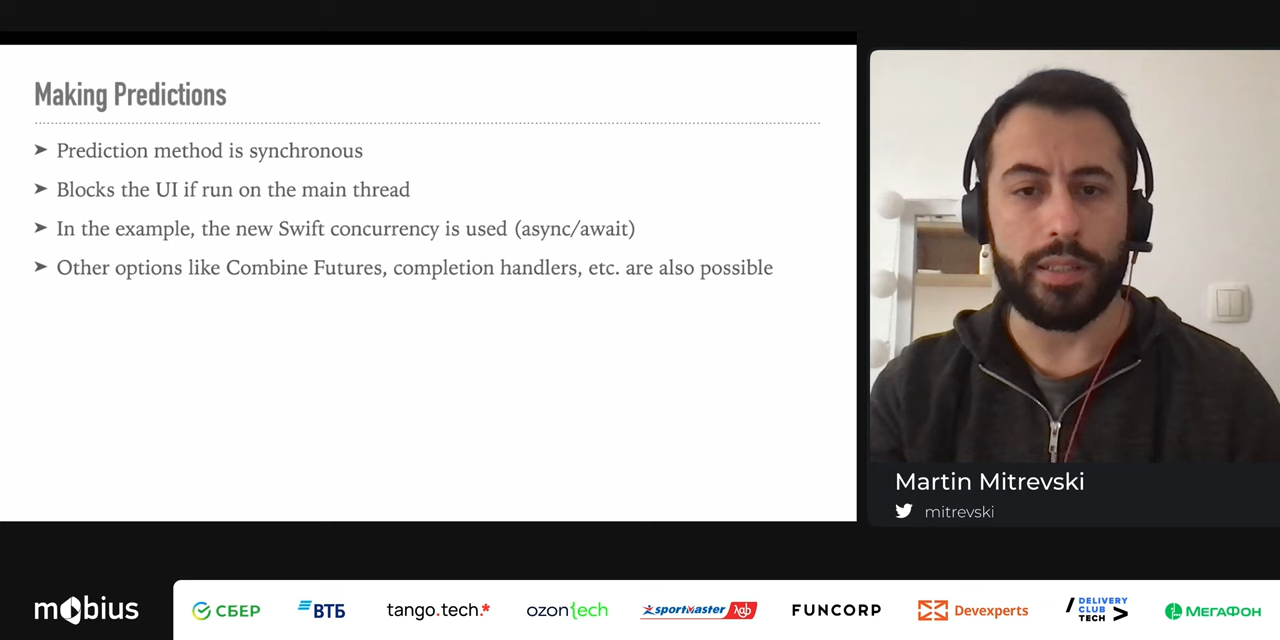 Making Predictions
➤ Prediction method is synchronous
➤ Blocks the UI if run on the main thread
➤ In the example, the new Swift concurrency is used (async/await)
➤ Other options like Combine Futures, completion handlers, etc. are also possible
Martin Mitrevski
mitrevski
mobius
СБЕР
ВТБ
tango.tech.*
ozon{tech
sportmaster lab
FUNCORP
Devexperts
/DELIVERY CLUB TECH >
МЕГАФОН